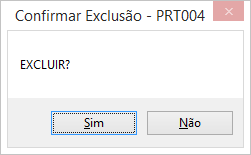 Confirmar Exclusão - PRT004
EXCLUIR?
Sim Não